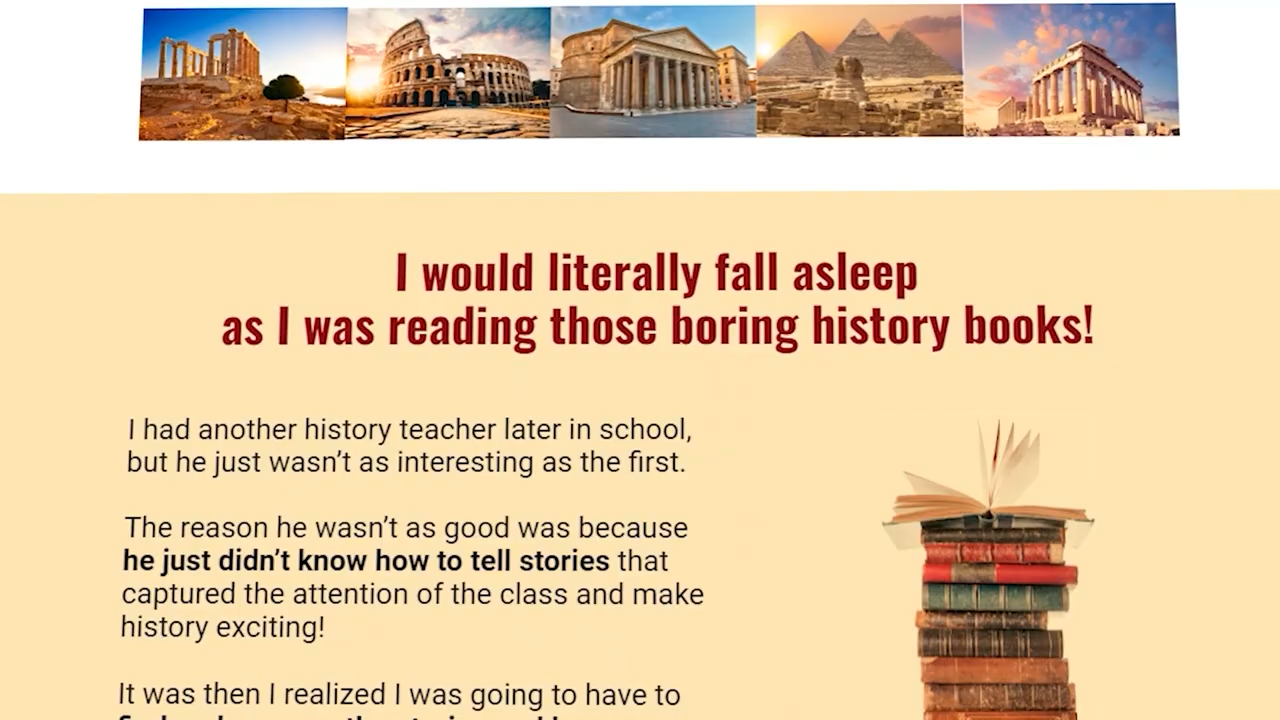 I would literally fall asleep
as I was reading those boring history books!
I had another history teacher later in school,
but he just wasn't as interesting as the first.
The reason he wasn't as good was because
he just didn't know how to tell stories that
captured the attention of the class and make
history exciting!
It was then I realized I was going to have to